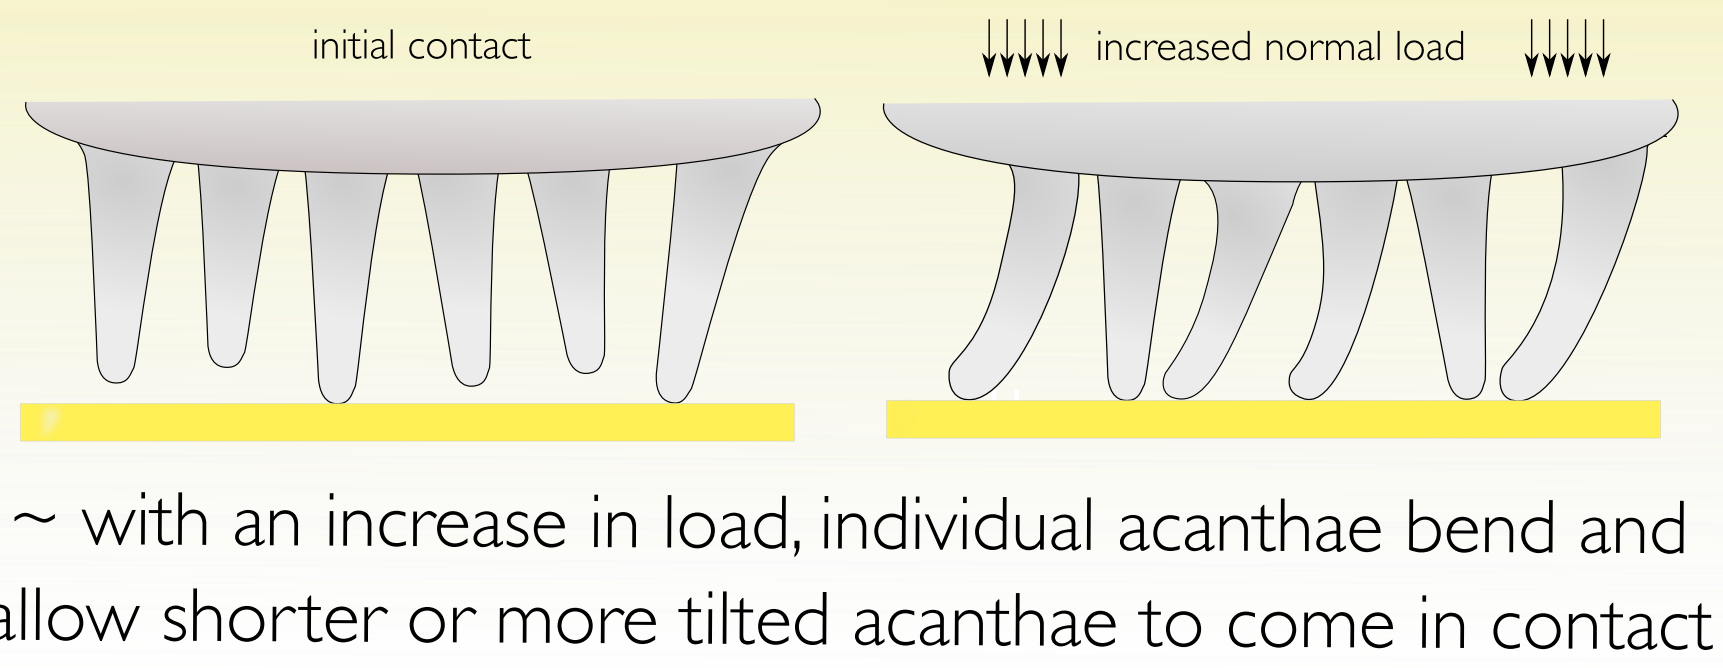 initial contact
increased normal load
~ with an increase in load, individual acanthae bend and
allow shorter or more tilted acanthae to come in contact